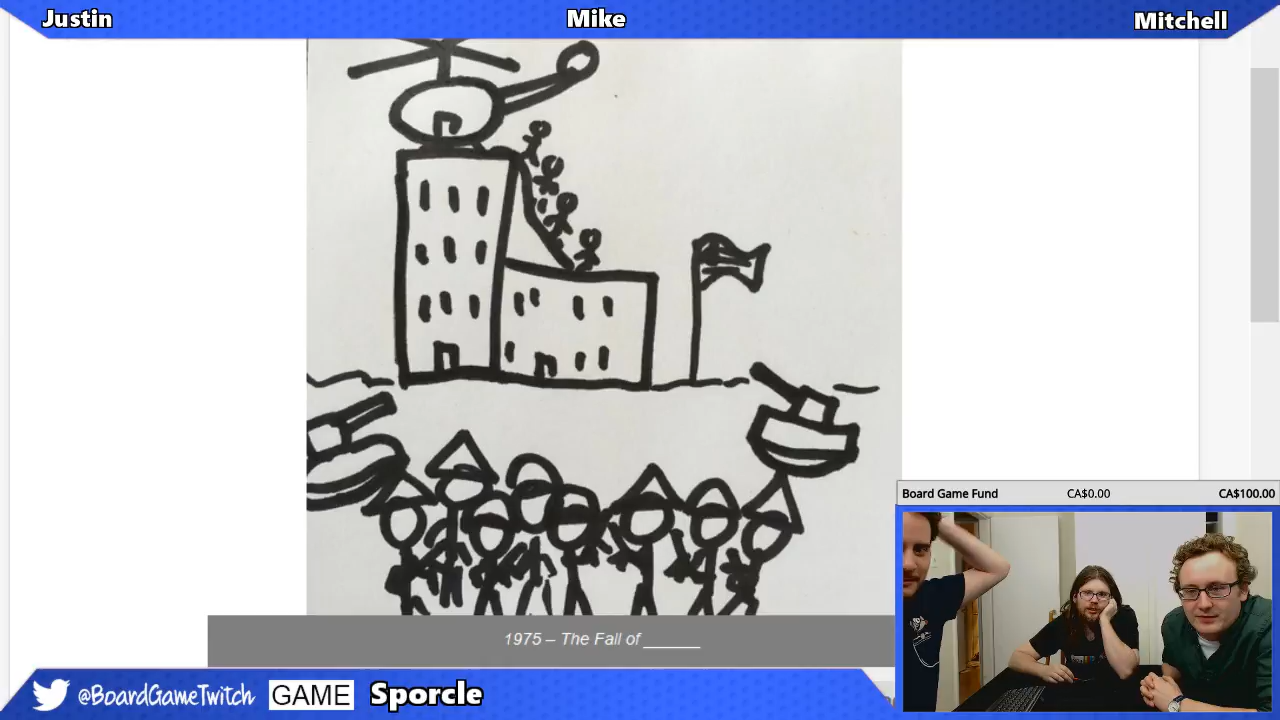 Justin
Mike
Mitchell
1975 – The Fall of ______
Board Game Fund CA$0.00 CA$100.00
@BoardGameTwitch GAME Sporcle